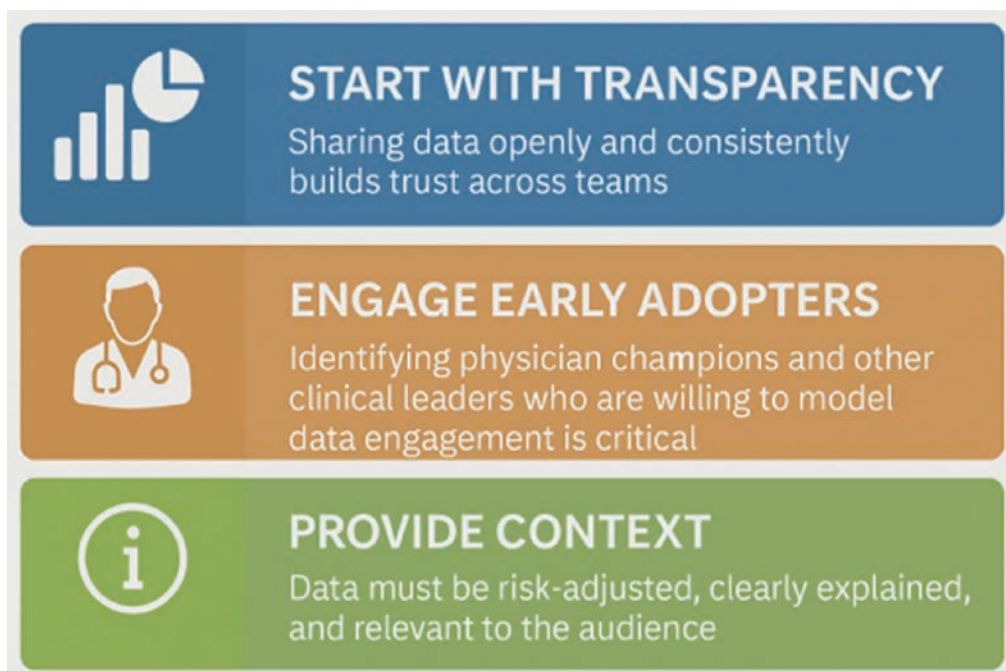 START WITH TRANSPARENCY
Sharing data openly and consistently
builds trust across teams
ENGAGE EARLY ADOPTERS
Identifying physician champions and other
clinical leaders who are willing to model
data engagement is critical
PROVIDE CONTEXT
Data must be risk-adjusted, clearly explained,
and relevant to the audience